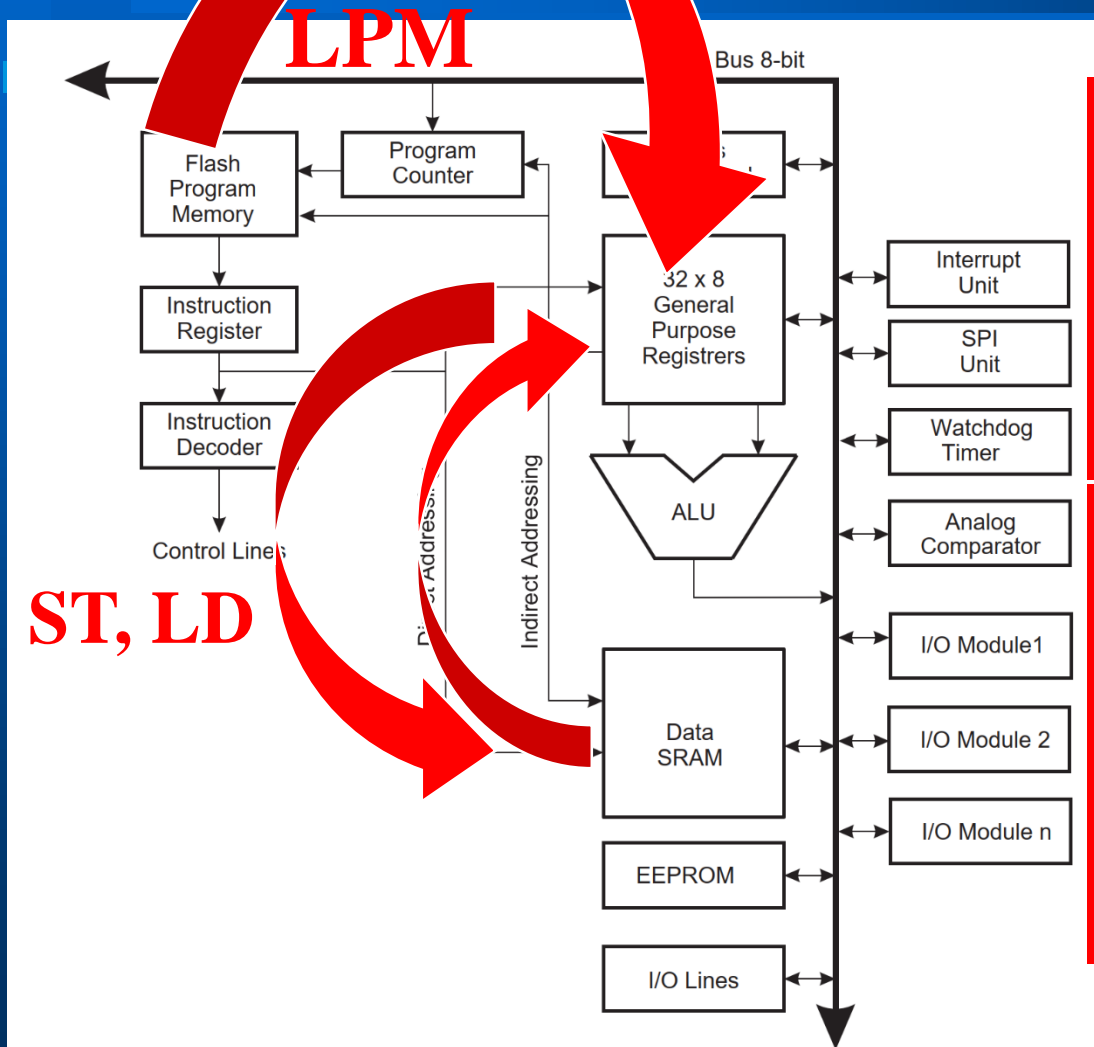 LPM
Bus 8-bit
Flash
Program
Memory
Program
Counter
Instruction
Register
32 x 8
General
Purpose
Registrers
Interrupt
Unit
SPI
Unit
Instruction
Decoder
Watchdog
Timer
ALU
Analog
Comparator
Control Lines
Addressing
Indirect Addressing
ST, LD
I/O Module1
Data
SRAM
I/O Module 2
I/O Module n
EEPROM
I/O Lines